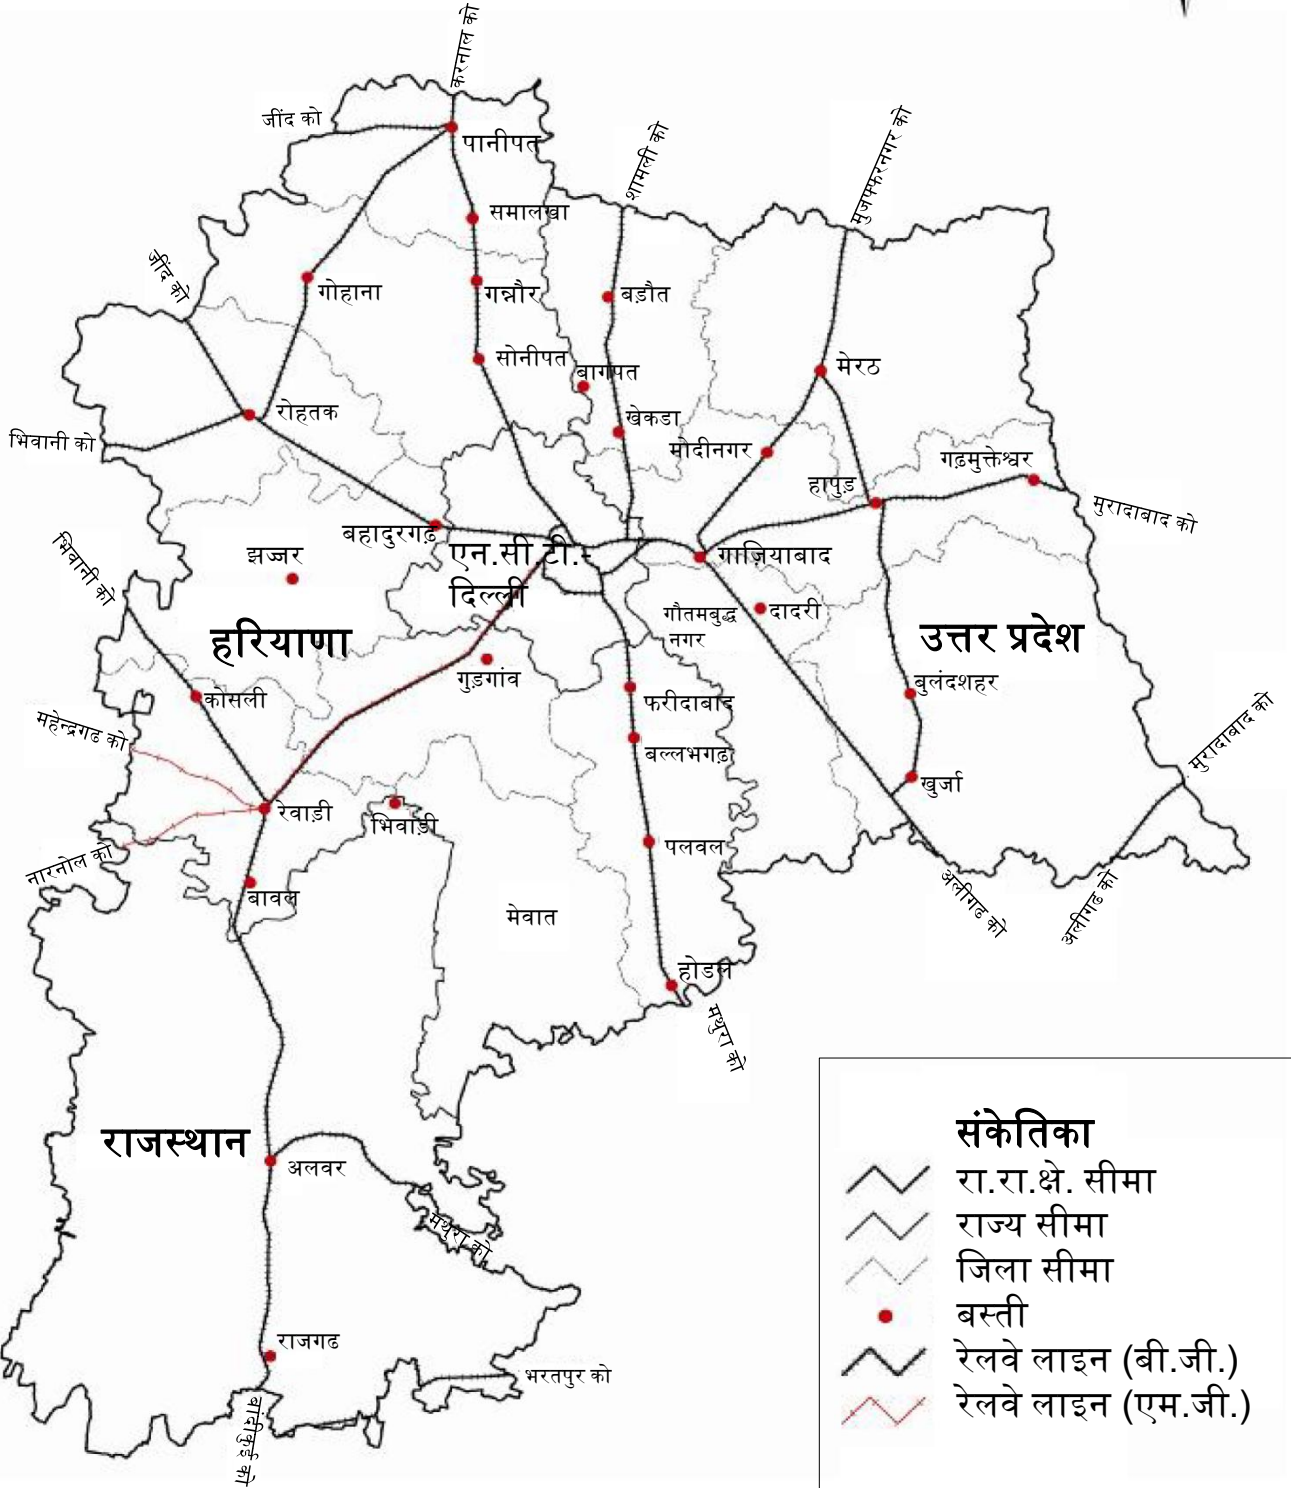 करनाल को
जींद को
पानीपत
शामली को
मुजफ्फरनगर को
समालखा
जींद को
गोहाना
गन्नौर
बड़ौत
सोनीपत
बागपत
मेरठ
रोहतक
खेकडा
भिवानी को
मोदीनगर
गढ़मुक्तेश्वर
हापुड़
मुरादाबाद को
बहादुरगढ़
भिवानी को
झज्जर
एन.सी.टी.-
दिल्ली
गाज़ियाबाद
गौतमबुद्ध
नगर
दादरी
हरियाणा
उत्तर प्रदेश
गुड़गांव
बुलंदशहर
कोसली
फरीदाबाद
महेन्द्रगढ को
बल्लभगढ़
मुरादाबाद को
खुर्जा
रेवाड़ी
भिवाड़ी
पलवल
नारनोल को
बावल
मेवात
अलीगढ को
अलीगढ को
होडल
मथुरा को
राजस्थान
अलवर
मथुरा को
राजगढ
भरतपुर को
बांदीकुई को
संकेतिका
रा.रा.क्षे. सीमा
राज्य सीमा
जिला सीमा
बस्ती
रेलवे लाइन (बी.जी.)
रेलवे लाइन (एम.जी.)